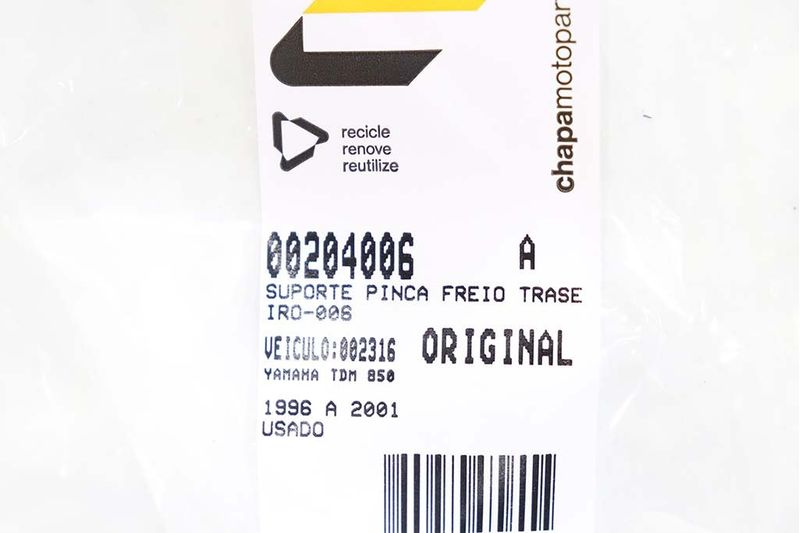 recicle
renove
reutilize
chapamotopar
00204006 A
SUPORTE PINCA FREIO TRASE
IRO-006
VEICULO:002316 ORIGINAL
YAMAHA TDM 850
1996 A 2001
USADO